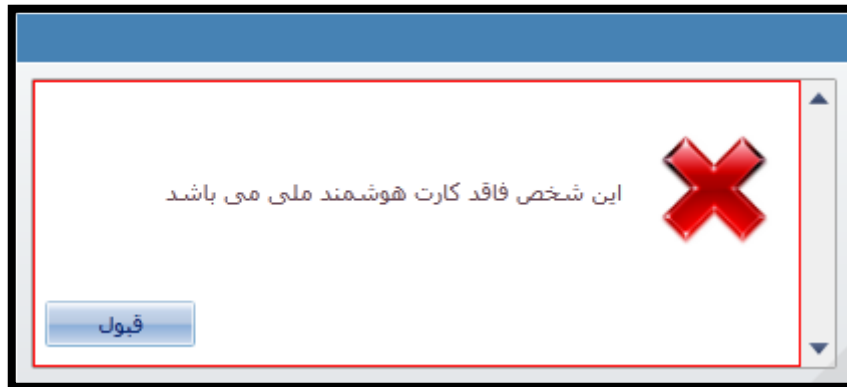 این شخص فاقد کارت هوشمند ملی می باشد
قبول